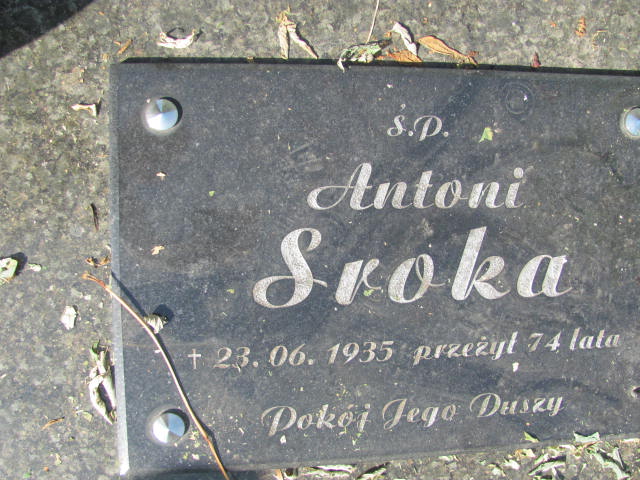 ś.p.
Antoni
Sroka
† 23.06.1935 przeżył 74 lata
Pokój Jego Duszy